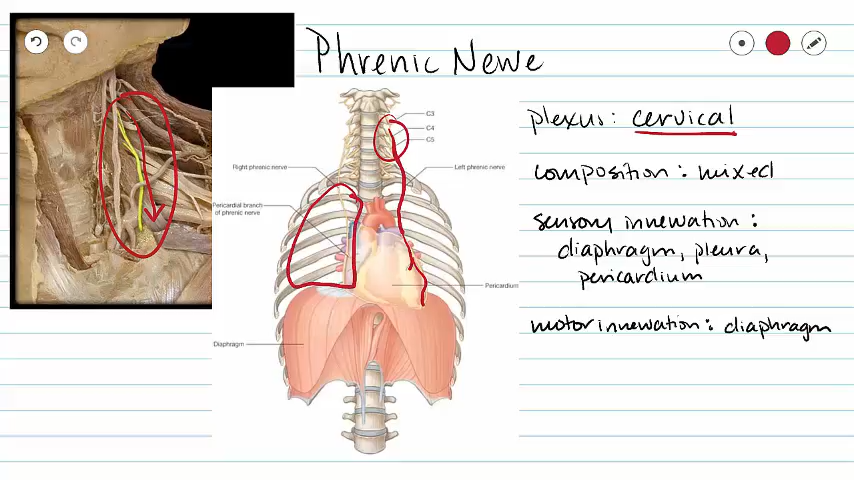 Phrenic Nerve
plexus: cervical
composition: mixed
sensory innervation:
diaphragm, pleura,
pericardium
motor innervation: diaphragm
C3
C4
C5
Right phrenic nerve
Left phrenic nerve
Pericardial branch
of phrenic nerve
Pericardium
Diaphragm